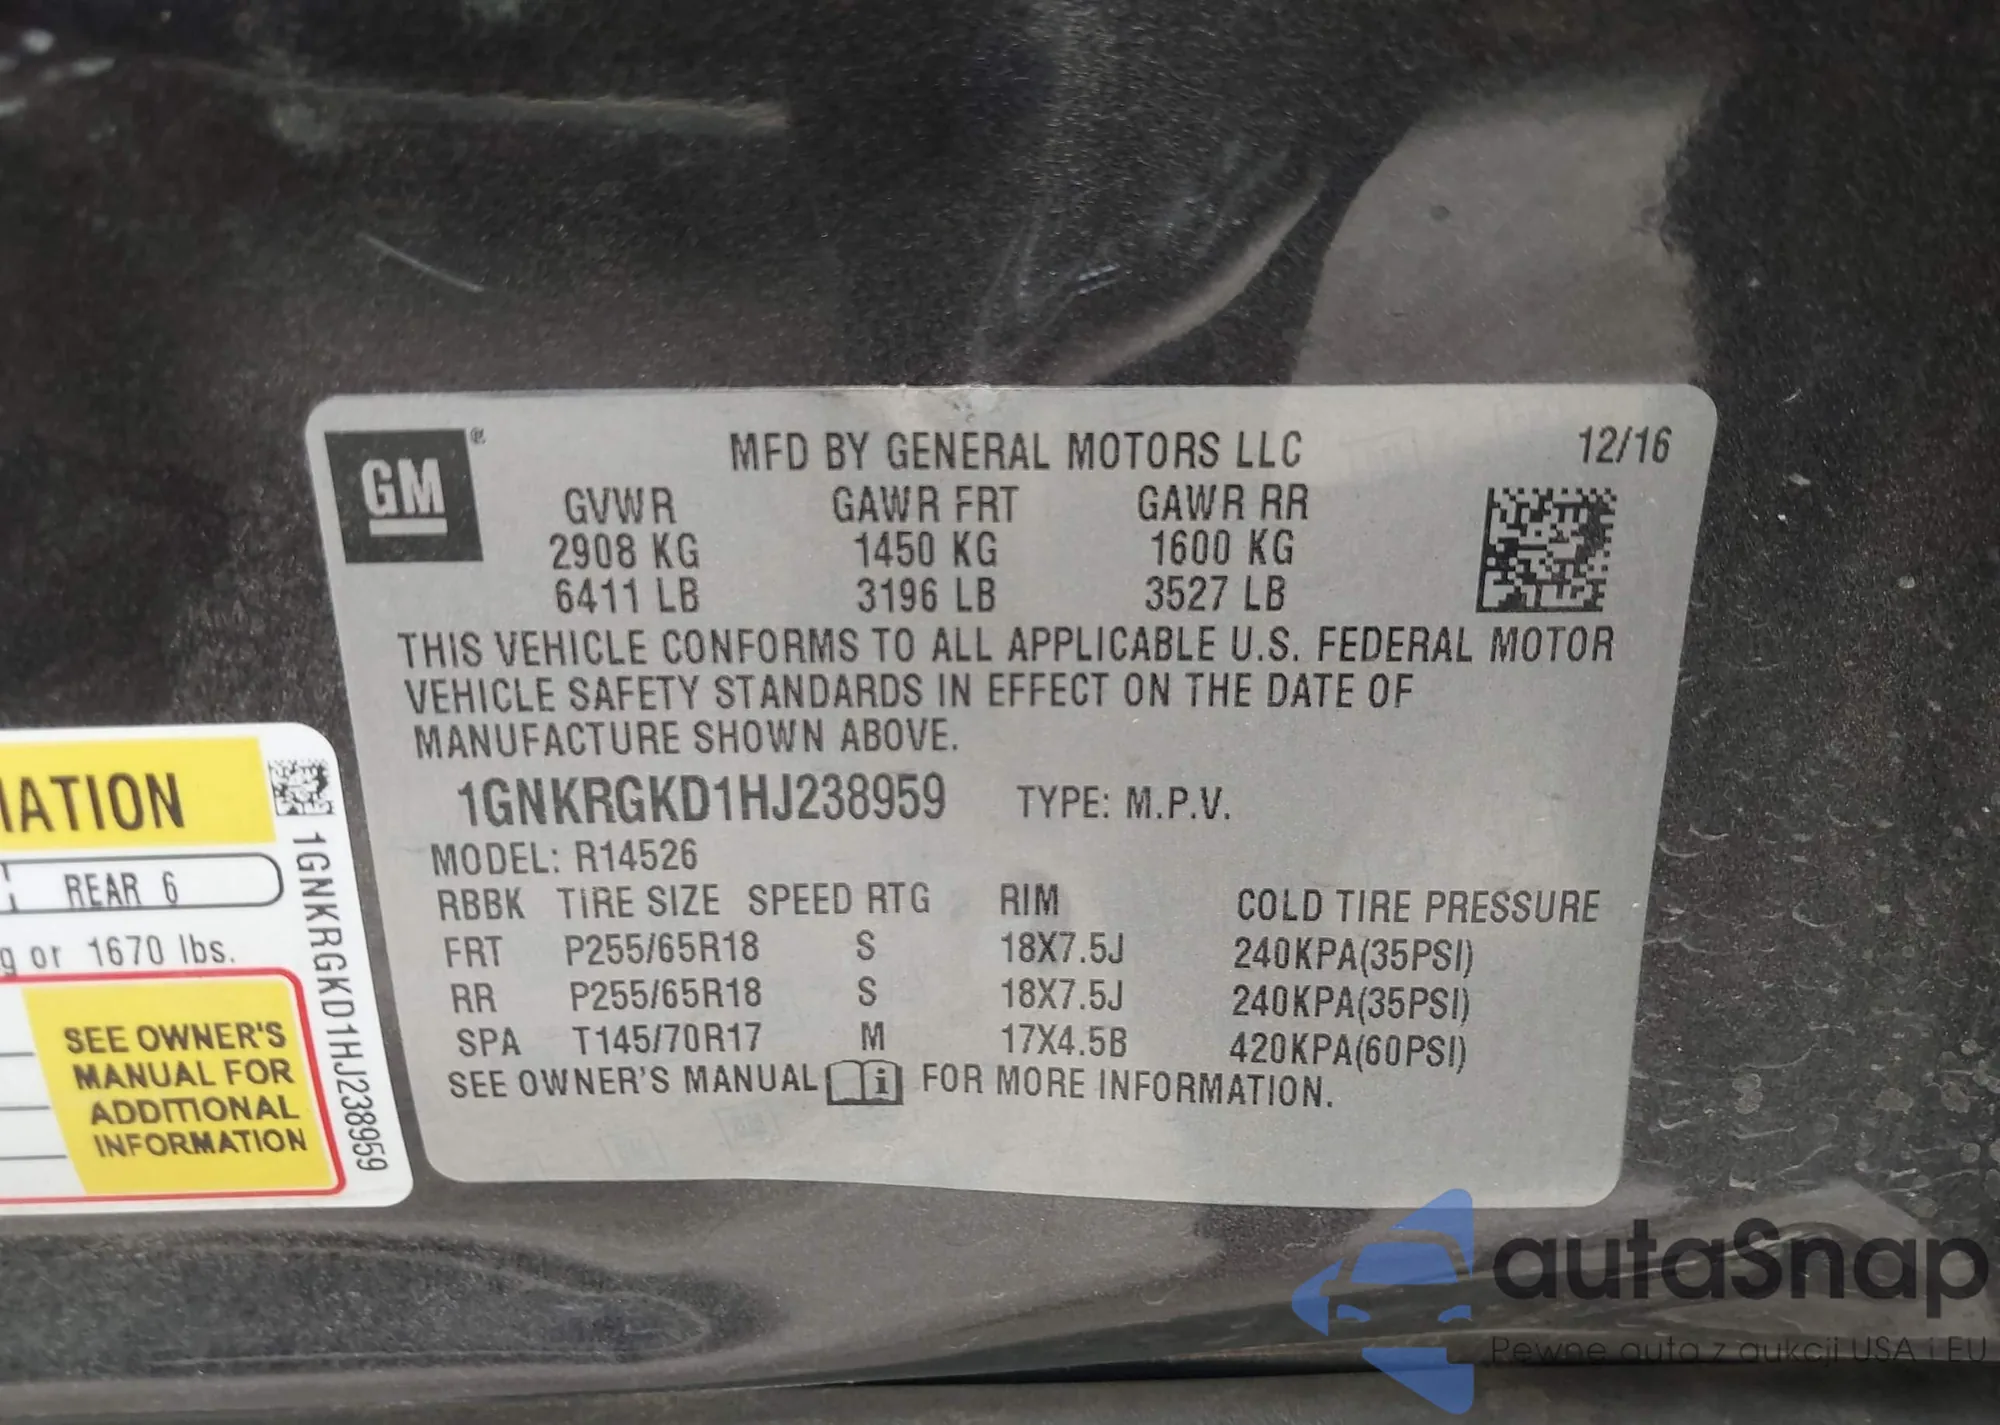 GM ®
MFD BY GENERAL MOTORS LLC 12/16
GVWR GAWR FRT GAWR RR
2908 KG 1450 KG 1600 KG
6411 LB 3196 LB 3527 LB
THIS VEHICLE CONFORMS TO ALL APPLICABLE U.S. FEDERAL MOTOR
VEHICLE SAFETY STANDARDS IN EFFECT ON THE DATE OF
MANUFACTURE SHOWN ABOVE.
1GNKRGKD1HJ238959 TYPE: M.P.V.
MODEL: R14526
RBBK TIRE SIZE SPEED RTG RIM COLD TIRE PRESSURE
FRT P255/65R18 S 18X7.5J 240KPA(35PSI)
RR P255/65R18 S 18X7.5J 240KPA(35PSI)
SPA T145/70R17 M 17X4.5B 420KPA(60PSI)
SEE OWNER'S MANUAL i FOR MORE INFORMATION.
REAR 6
or 1670 lbs.
SEE OWNER'S
MANUAL FOR
ADDITIONAL
INFORMATION
1GNKRGKD1HJ238959
autaSnap
Pewne auta z aukcji USA i EU